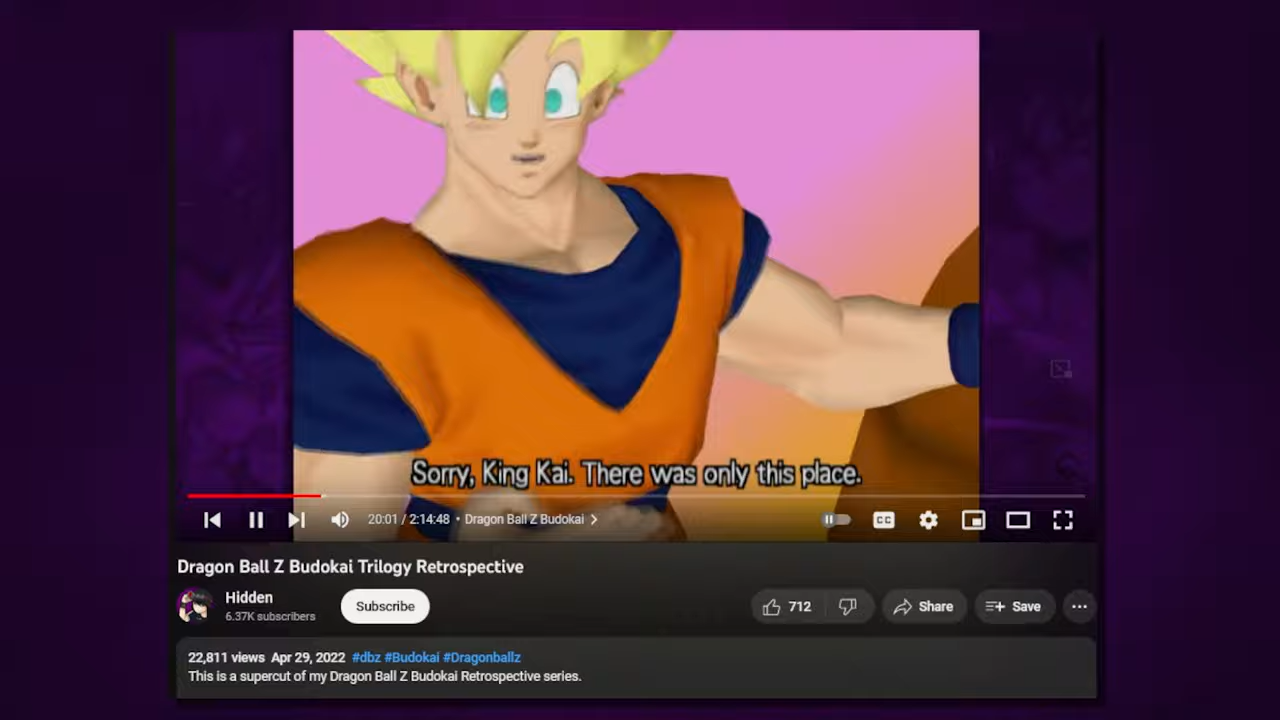 Sorry, King Kai. There was only this place.
20:01 / 2:14:48 • Dragon Ball Z Budokai
CC
Dragon Ball Z Budokai Trilogy Retrospective
Hidden
6.37K subscribers
Subscribe
712
Share
Save
22,811 views Apr 29, 2022 #dbz #Budokai #Dragonballz
This is a supercut of my Dragon Ball Z Budokai Retrospective series.